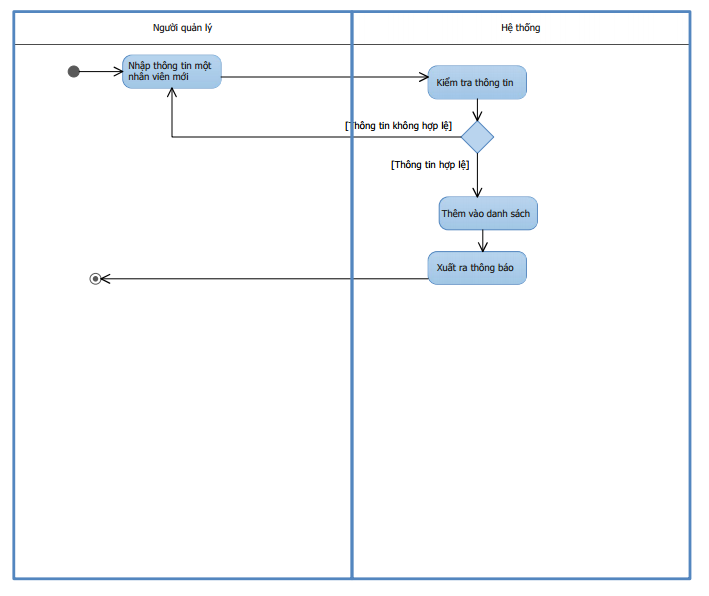 Người quản lý
Hệ thống
Nhập thông tin một
nhân viên mới
Kiểm tra thông tin
[Thông tin không hợp lệ]
[Thông tin hợp lệ]
Thêm vào danh sách
Xuất ra thông báo